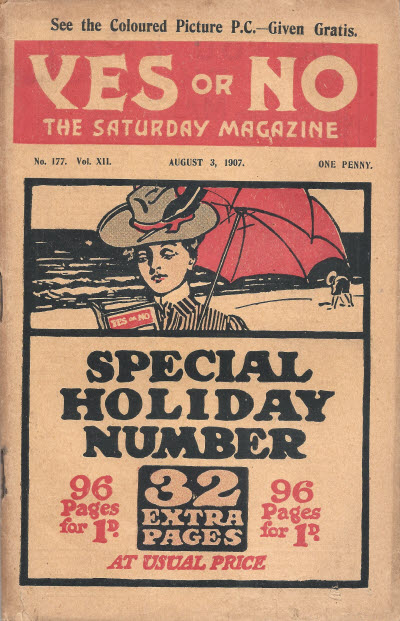 See the Coloured Picture P.C.—Given Gratis.
YES OR NO
THE SATURDAY MAGAZINE
No. 177. Vol. XII. AUGUST 3, 1907. ONE PENNY.
YES OR NO
SPECIAL
HOLIDAY
NUMBER
96 Pages for 1D.
32 EXTRA PAGES
96 Pages for 1D.
AT USUAL PRICE